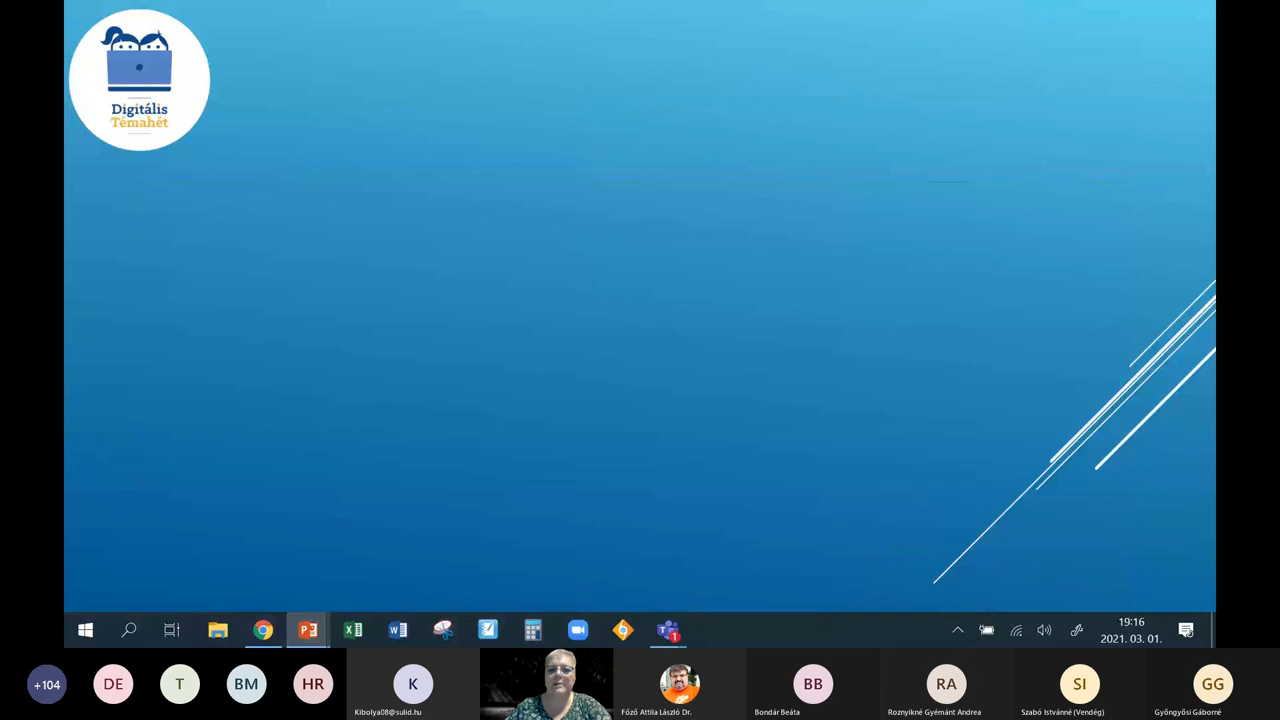 Digitális
Témahét
19:16
2021. 03. 01.
1
+104
DE
T
BM
HR
K
BB
RA
SI
GG
Kibolya08@sulid.hu
Főző Attila László Dr.
Bondár Beáta
Roznyikné Gyémánt Andrea
Szabó Istvánné (Vendég)
Gyöngyösi Gáborné